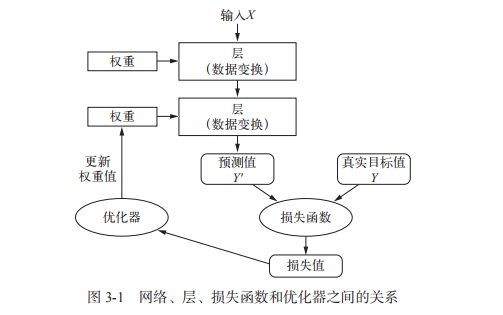 输入X
权重
层
（数据变换）
权重
层
（数据变换）
更新
权重值
预测值
Y′
真实目标值
Y
优化器
损失函数
损失值
图 3-1 网络、层、损失函数和优化器之间的关系